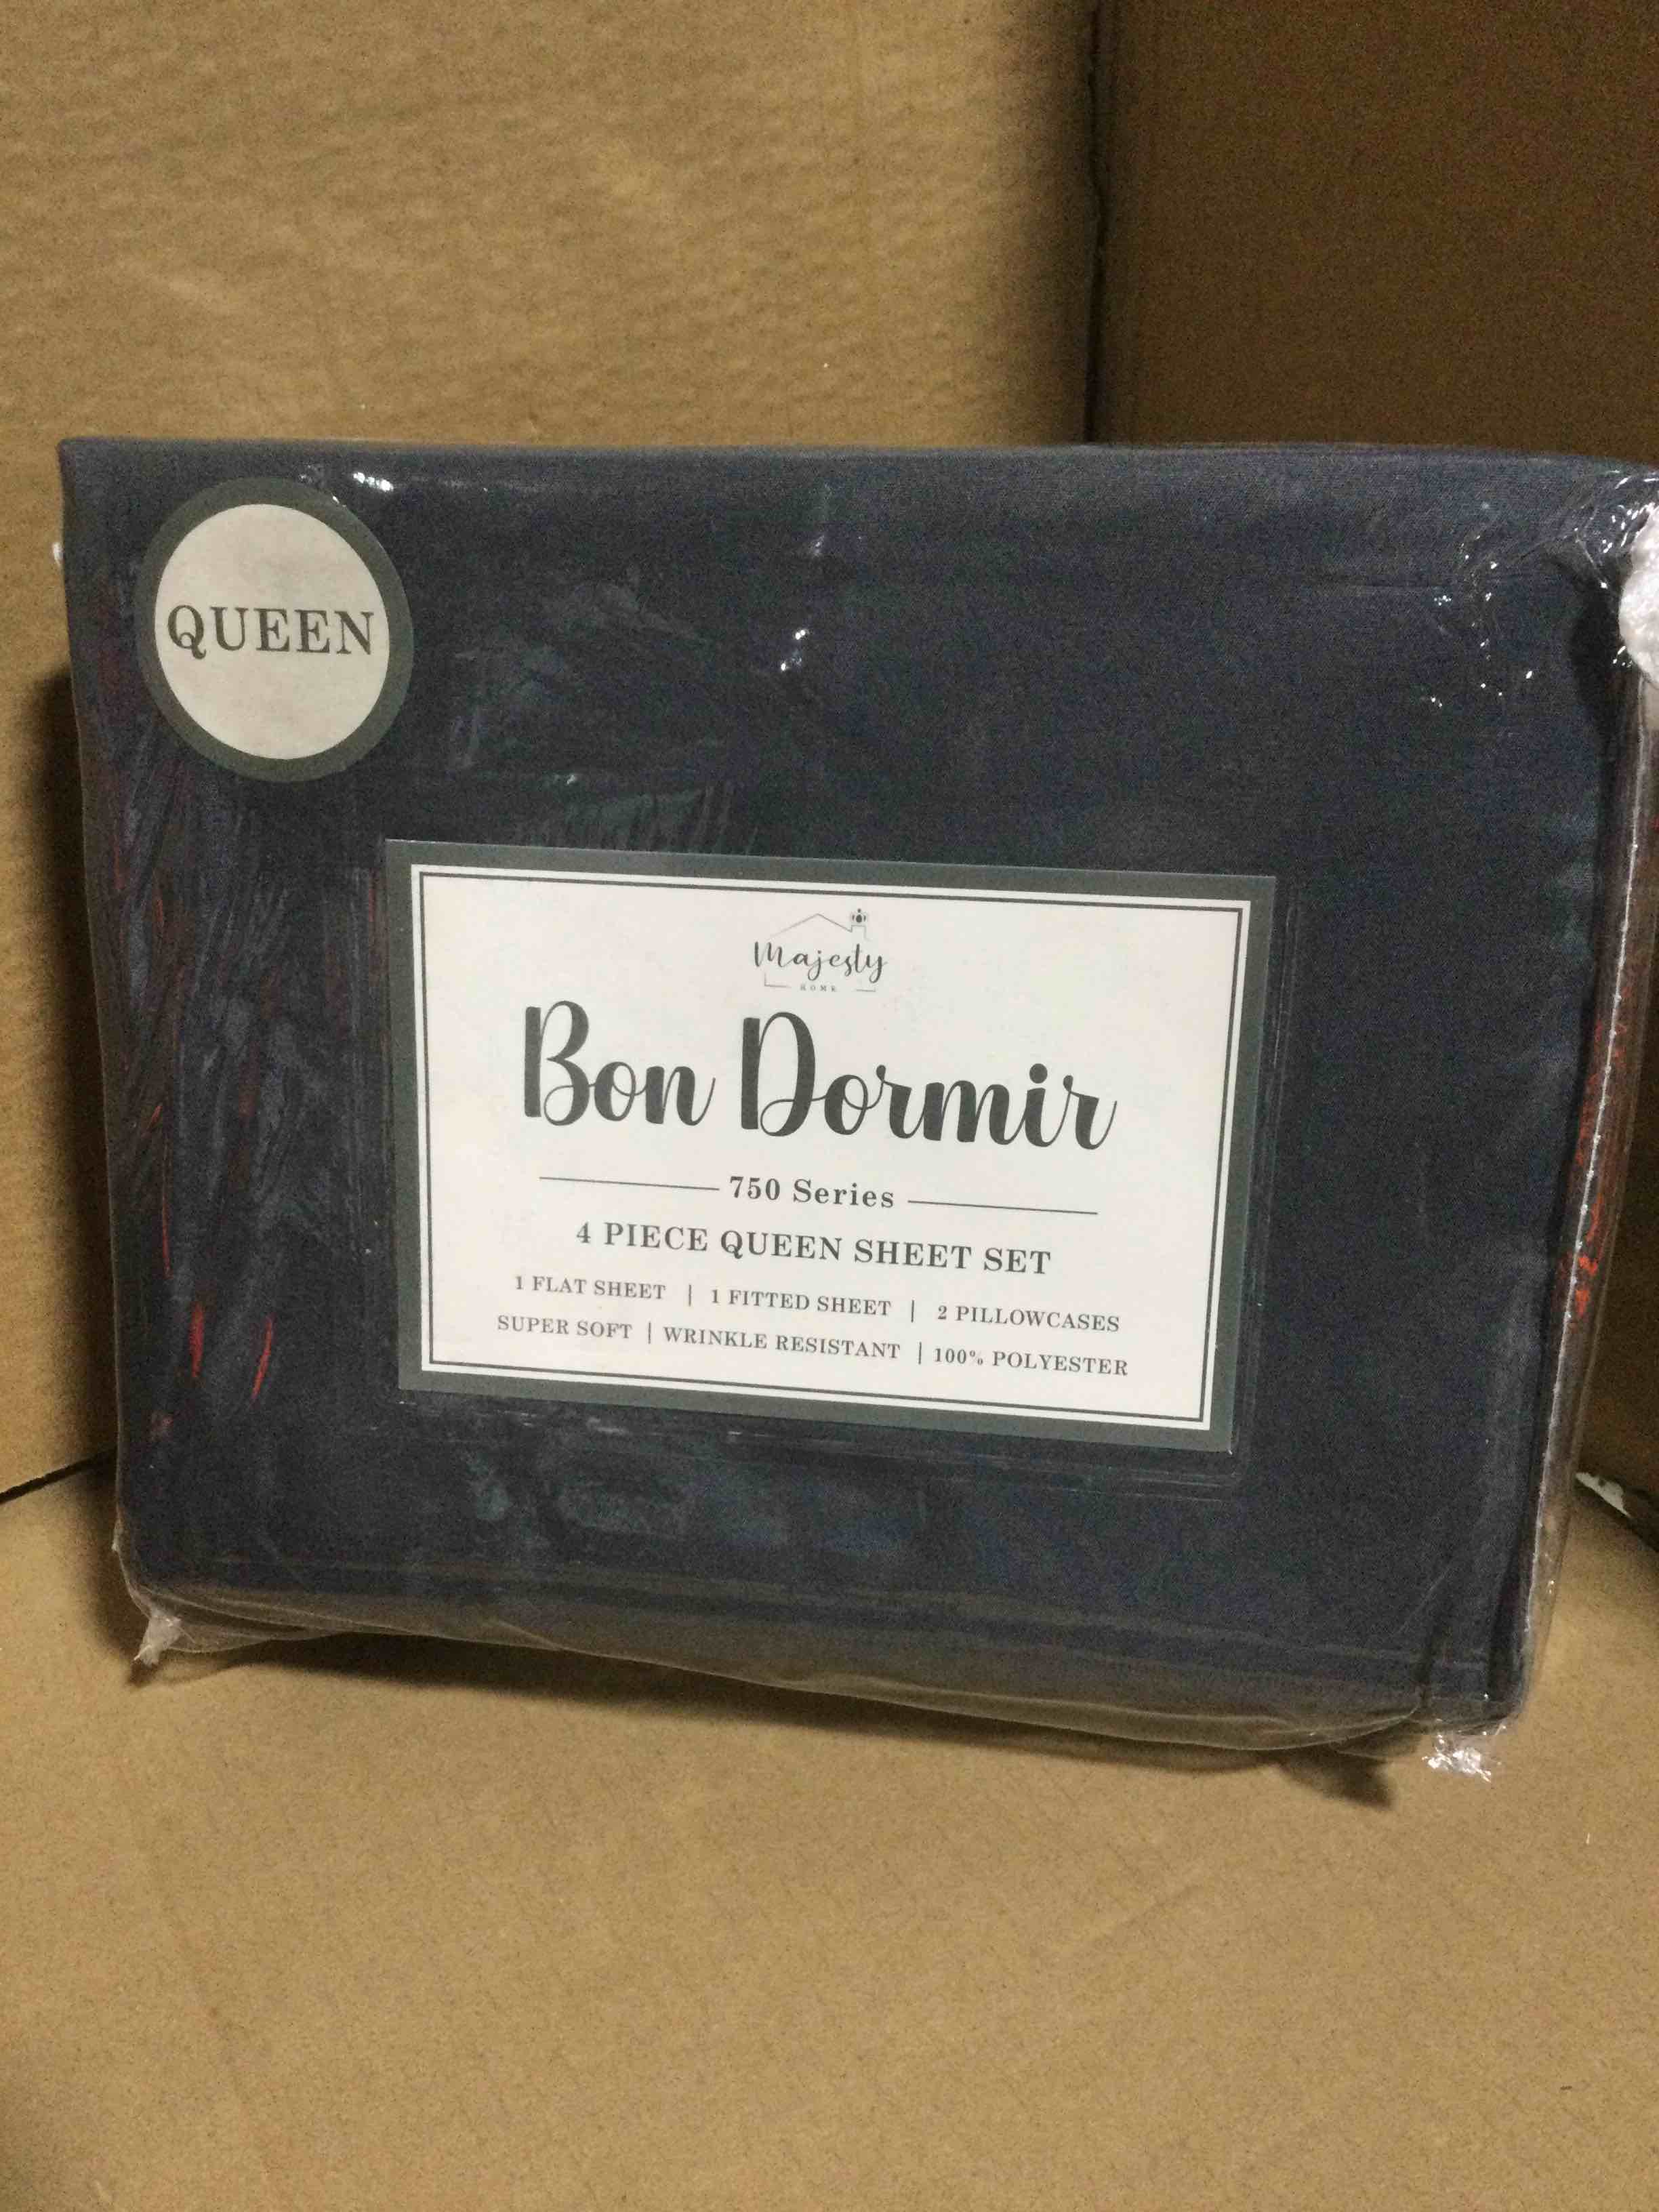 QUEEN
Majesty
HOME
Bon Dormir
750 Series
4 PIECE QUEEN SHEET SET
1 FLAT SHEET | 1 FITTED SHEET | 2 PILLOWCASES
SUPER SOFT | WRINKLE RESISTANT | 100% POLYESTER